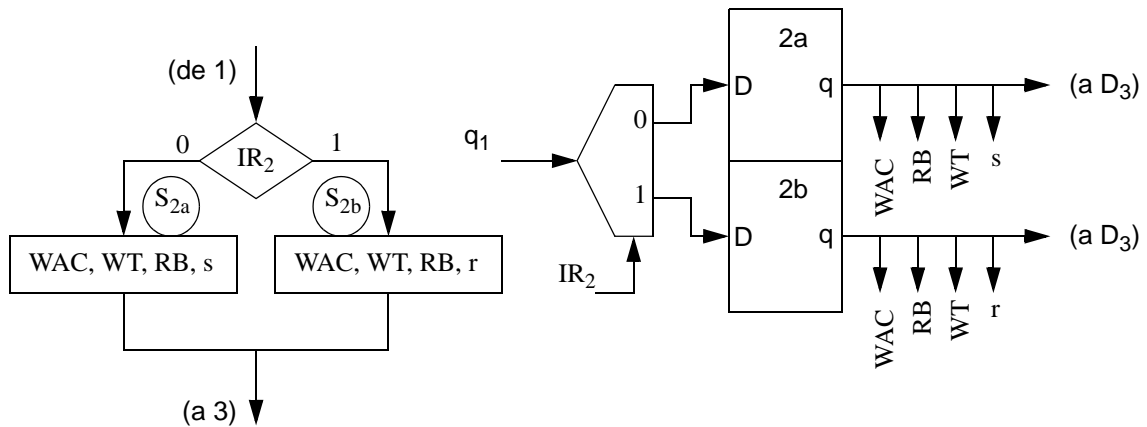 (de 1)
0
1
IR2
S2a
S2b
WAC, WT, RB, s
WAC, WT, RB, r
(a 3)
q1
0
1
IR2
2a
D
q
(a D3)
WAC
RB
WT
s
2b
D
q
(a D3)
WAC
RB
WT
r